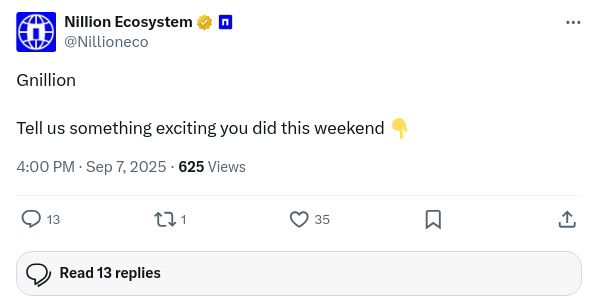 Nillion Ecosystem
@Nillioneco
Gnillion
Tell us something exciting you did this weekend 👇
4:00 PM · Sep 7, 2025 · 625 Views
13 1 35
Read 13 replies